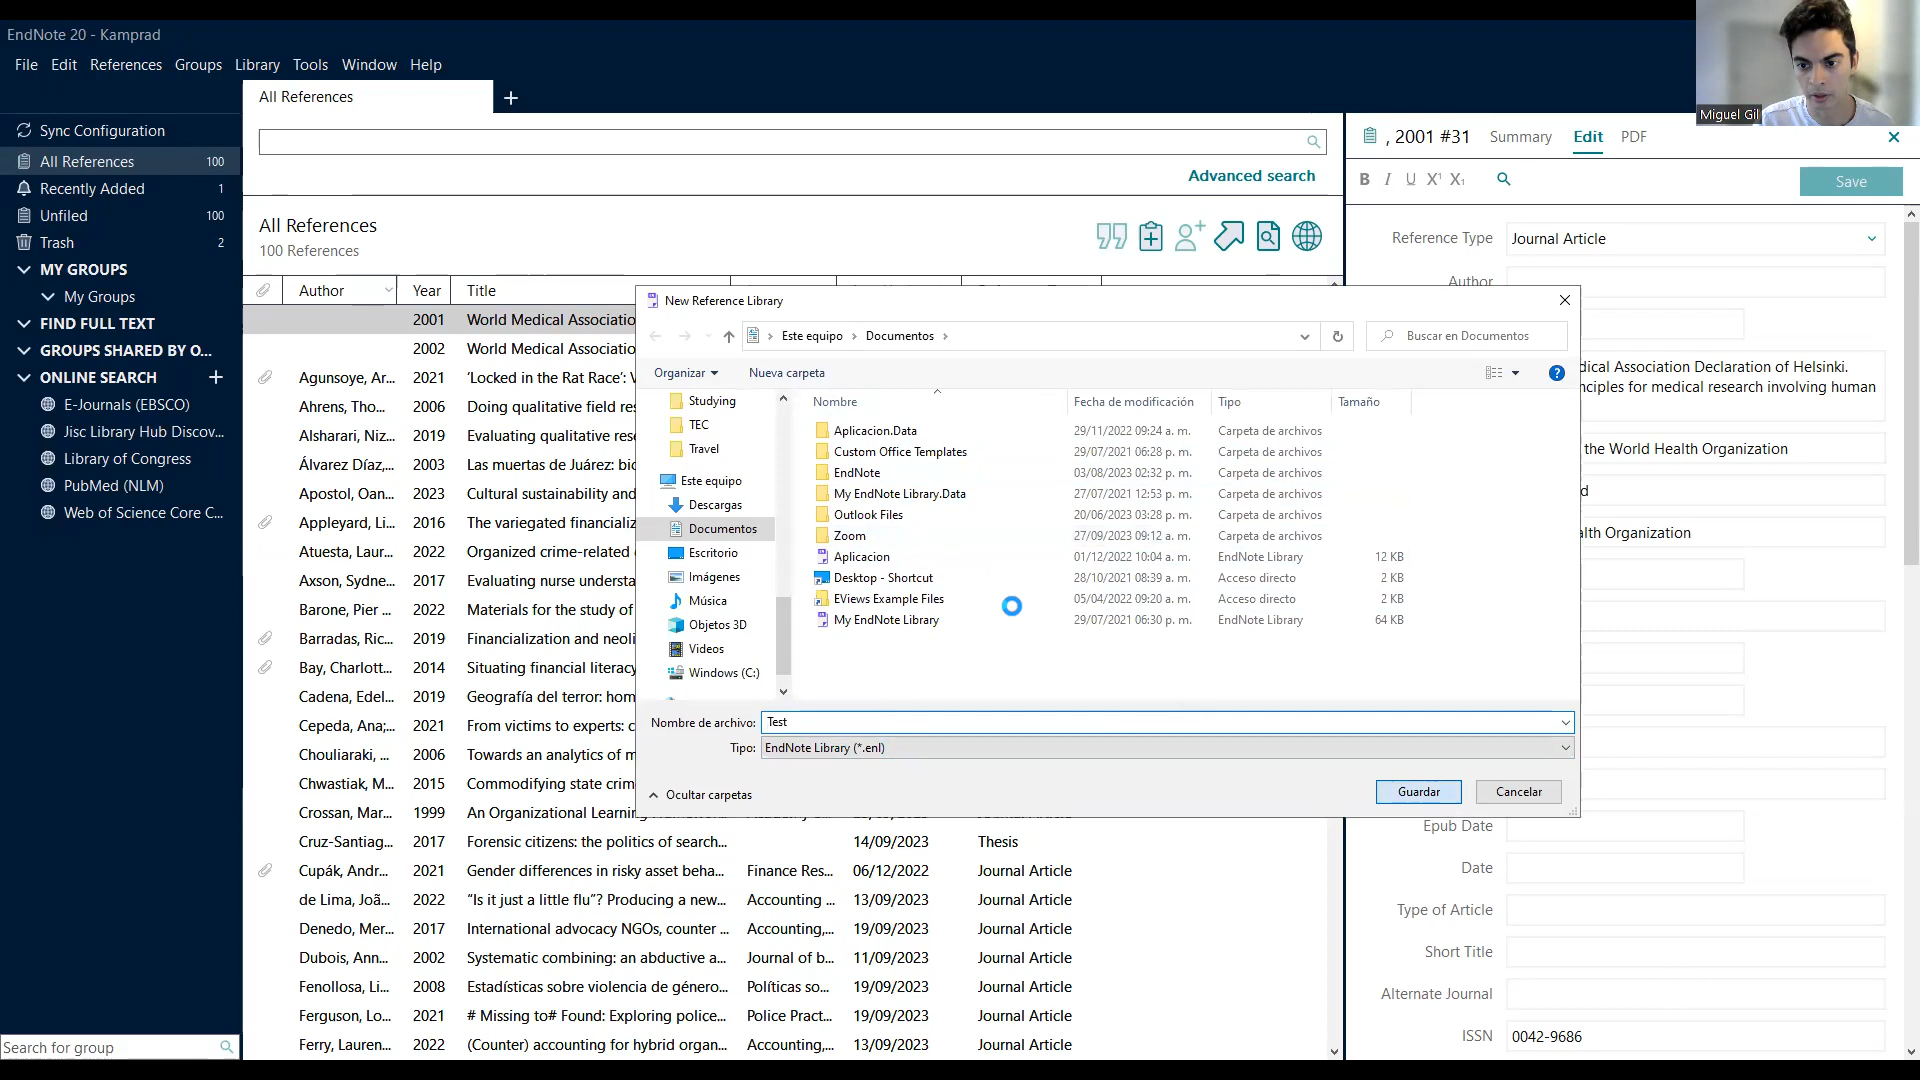 EndNote 20 - Kamprad
File Edit References Groups Library Tools Window Help
All References
Miguel Gil
Sync Configuration
All References 100
Recently Added 1
Unfiled 100
Trash 2
MY GROUPS
My Groups
FIND FULL TEXT
GROUPS SHARED BY O...
ONLINE SEARCH
E-Journals (EBSCO)
Jisc Library Hub Discov...
Library of Congress
PubMed (NLM)
Web of Science Core C...
Search for group
Advanced search
All References
100 References
Author Year Title
2001 World Medical Associatio
2002 World Medical Associatio
Agunsoye, Ar... 2021 ‘Locked in the Rat Race’: V
Ahrens, Tho... 2006 Doing qualitative field res
Alsharari, Niz... 2019 Evaluating qualitative rese
Álvarez Díaz,... 2003 Las muertas de Juárez: bio
Apostol, Oan... 2023 Cultural sustainability and
Appleyard, Li... 2016 The variegated financializ
Atuesta, Laur... 2022 Organized crime-related
Axson, Sydne... 2017 Evaluating nurse understa
Barone, Pier ... 2022 Materials for the study of
Barradas, Ric... 2019 Financialization and neoli
Bay, Charlott... 2014 Situating financial literacy
Cadena, Edel... 2019 Geografía del terror: hom
Cepeda, Ana;... 2021 From victims to experts: c
Chouliaraki, ... 2006 Towards an analytics of m
Chwastiak, M... 2015 Commodifying state crim
Crossan, Mar... 1999 An Organizational Learning
Cruz-Santiag... 2017 Forensic citizens: the politics of search... 14/09/2023 Thesis
Cupák, Andr... 2021 Gender differences in risky asset beha... Finance Res... 06/12/2022 Journal Article
de Lima, Joã... 2022 “Is it just a little flu”? Producing a new... Accounting ... 13/09/2023 Journal Article
Denedo, Mer... 2017 International advocacy NGOs, counter ... Accounting,... 19/09/2023 Journal Article
Dubois, Ann... 2002 Systematic combining: an abductive a... Journal of b... 11/09/2023 Journal Article
Fenollosa, Li... 2008 Estadísticas sobre violencia de género... Políticas so... 19/09/2023 Journal Article
Ferguson, Lo... 2021 # Missing to# Found: Exploring police... Police Pract... 19/09/2023 Journal Article
Ferry, Lauren... 2022 (Counter) accounting for hybrid organ... Accounting,... 13/09/2023 Journal Article
New Reference Library
Este equipo Documentos
Buscar en Documentos
Organizar Nueva carpeta
Studying
TEC
Travel
Este equipo
Descargas
Documentos
Escritorio
Imágenes
Música
Objetos 3D
Videos
Windows (C:)
Nombre Fecha de modificación Tipo Tamaño
Aplicacion.Data 29/11/2022 09:24 a. m. Carpeta de archivos
Custom Office Templates 29/07/2021 06:28 p. m. Carpeta de archivos
EndNote 03/08/2023 02:32 p. m. Carpeta de archivos
My EndNote Library.Data 27/07/2021 12:53 p. m. Carpeta de archivos
Outlook Files 20/06/2023 03:28 p. m. Carpeta de archivos
Zoom 27/09/2023 09:12 a. m. Carpeta de archivos
Aplicacion 01/12/2022 10:04 a. m. EndNote Library 12 KB
Desktop - Shortcut 28/10/2021 08:39 a. m. Acceso directo 2 KB
EViews Example Files 05/04/2022 09:20 a. m. Acceso directo 2 KB
My EndNote Library 29/07/2021 06:30 p. m. EndNote Library 64 KB
Nombre de archivo: Test
Tipo: EndNote Library (*.enl)
Ocultar carpetas
Guardar Cancelar
, 2001 #31 Summary Edit PDF
B I U X¹ X₁
Save
Reference Type Journal Article
Author
dical Association Declaration of Helsinki.
nciples for medical research involving human
the World Health Organization
d
alth Organization
Epub Date
Date
Type of Article
Short Title
Alternate Journal
ISSN 0042-9686